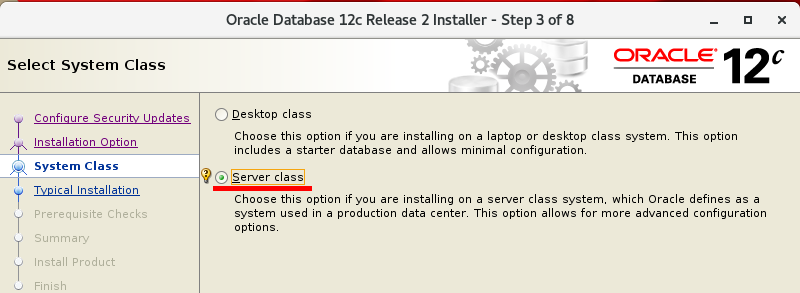 Oracle Database 12c Release 2 Installer - Step 3 of 8
Select System Class
ORACLE
DATABASE
12c
Configure Security Updates
Installation Option
System Class
Typical Installation
Prerequisite Checks
Summary
Install Product
Finish
Desktop class
Choose this option if you are installing on a laptop or desktop class system. This option
includes a starter database and allows minimal configuration.
Server class
Choose this option if you are installing on a server class system, which Oracle defines as a
system used in a production data center. This option allows for more advanced configuration
options.